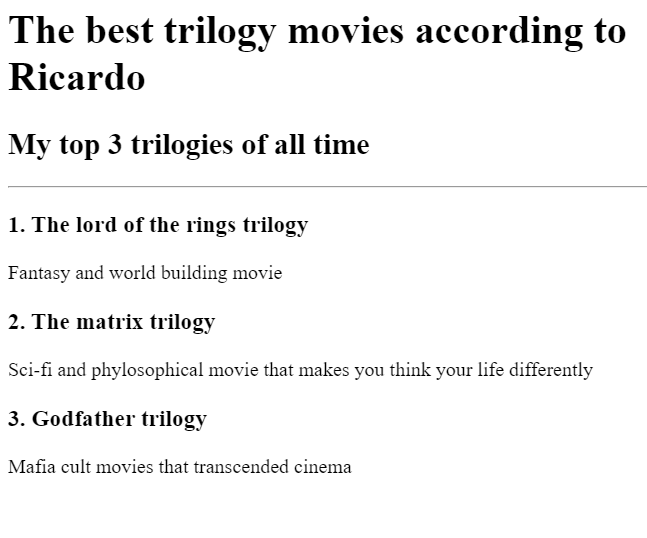 The best trilogy movies according to
Ricardo
My top 3 trilogies of all time
1. The lord of the rings trilogy
Fantasy and world building movie
2. The matrix trilogy
Sci-fi and phylosophical movie that makes you think your life differently
3. Godfather trilogy
Mafia cult movies that transcended cinema